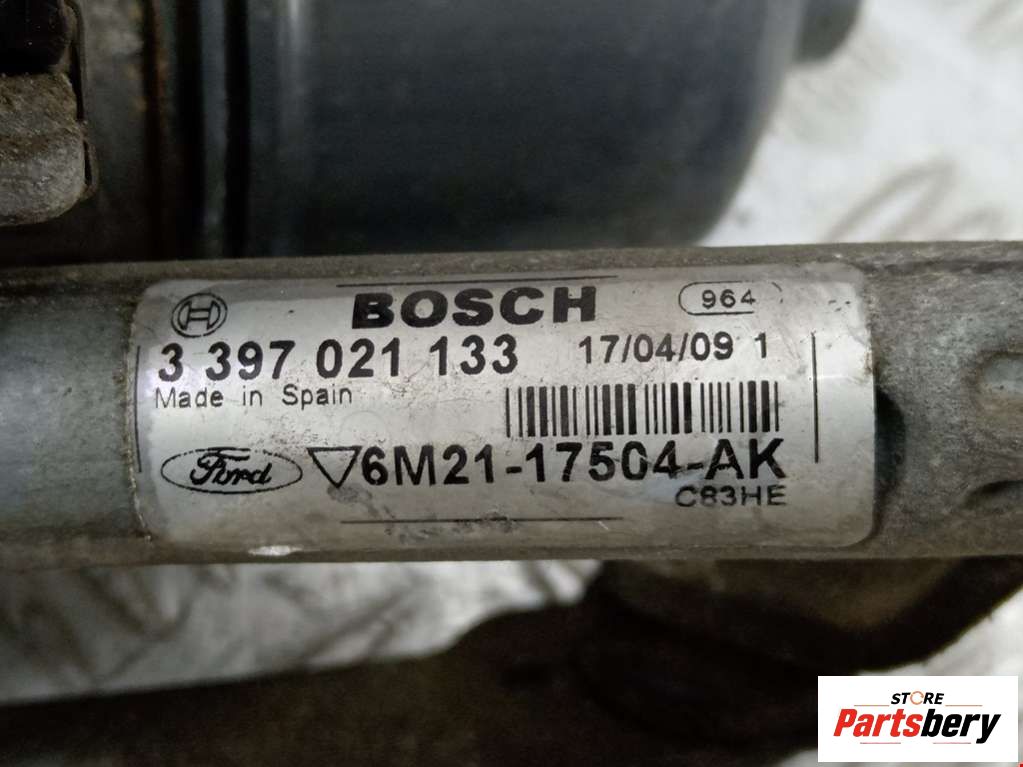 BOSCH 964
3 397 021 133 17/04/09 1
Made in Spain
Ford 6M21-17504-AK
C83HE
STORE
Partsbery